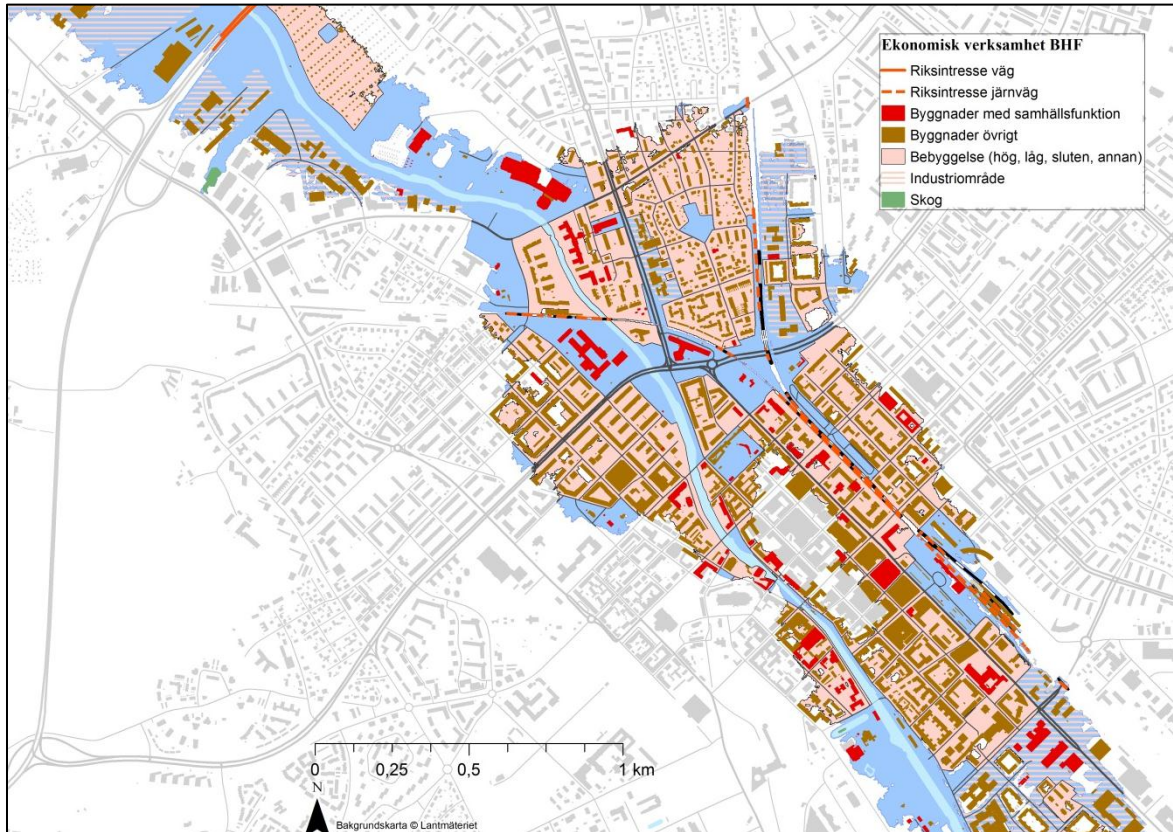 Ekonomisk verksamhet BHF
Riksintresse väg
Riksintresse järnväg
Byggnader med samhällsfunktion
Byggnader övrigt
Bebyggelse (hög, låg, sluten, annan)
Industriområde
Skog
0 0,25 0,5 1 km
N
Bakgrundskarta © Lantmäteriet